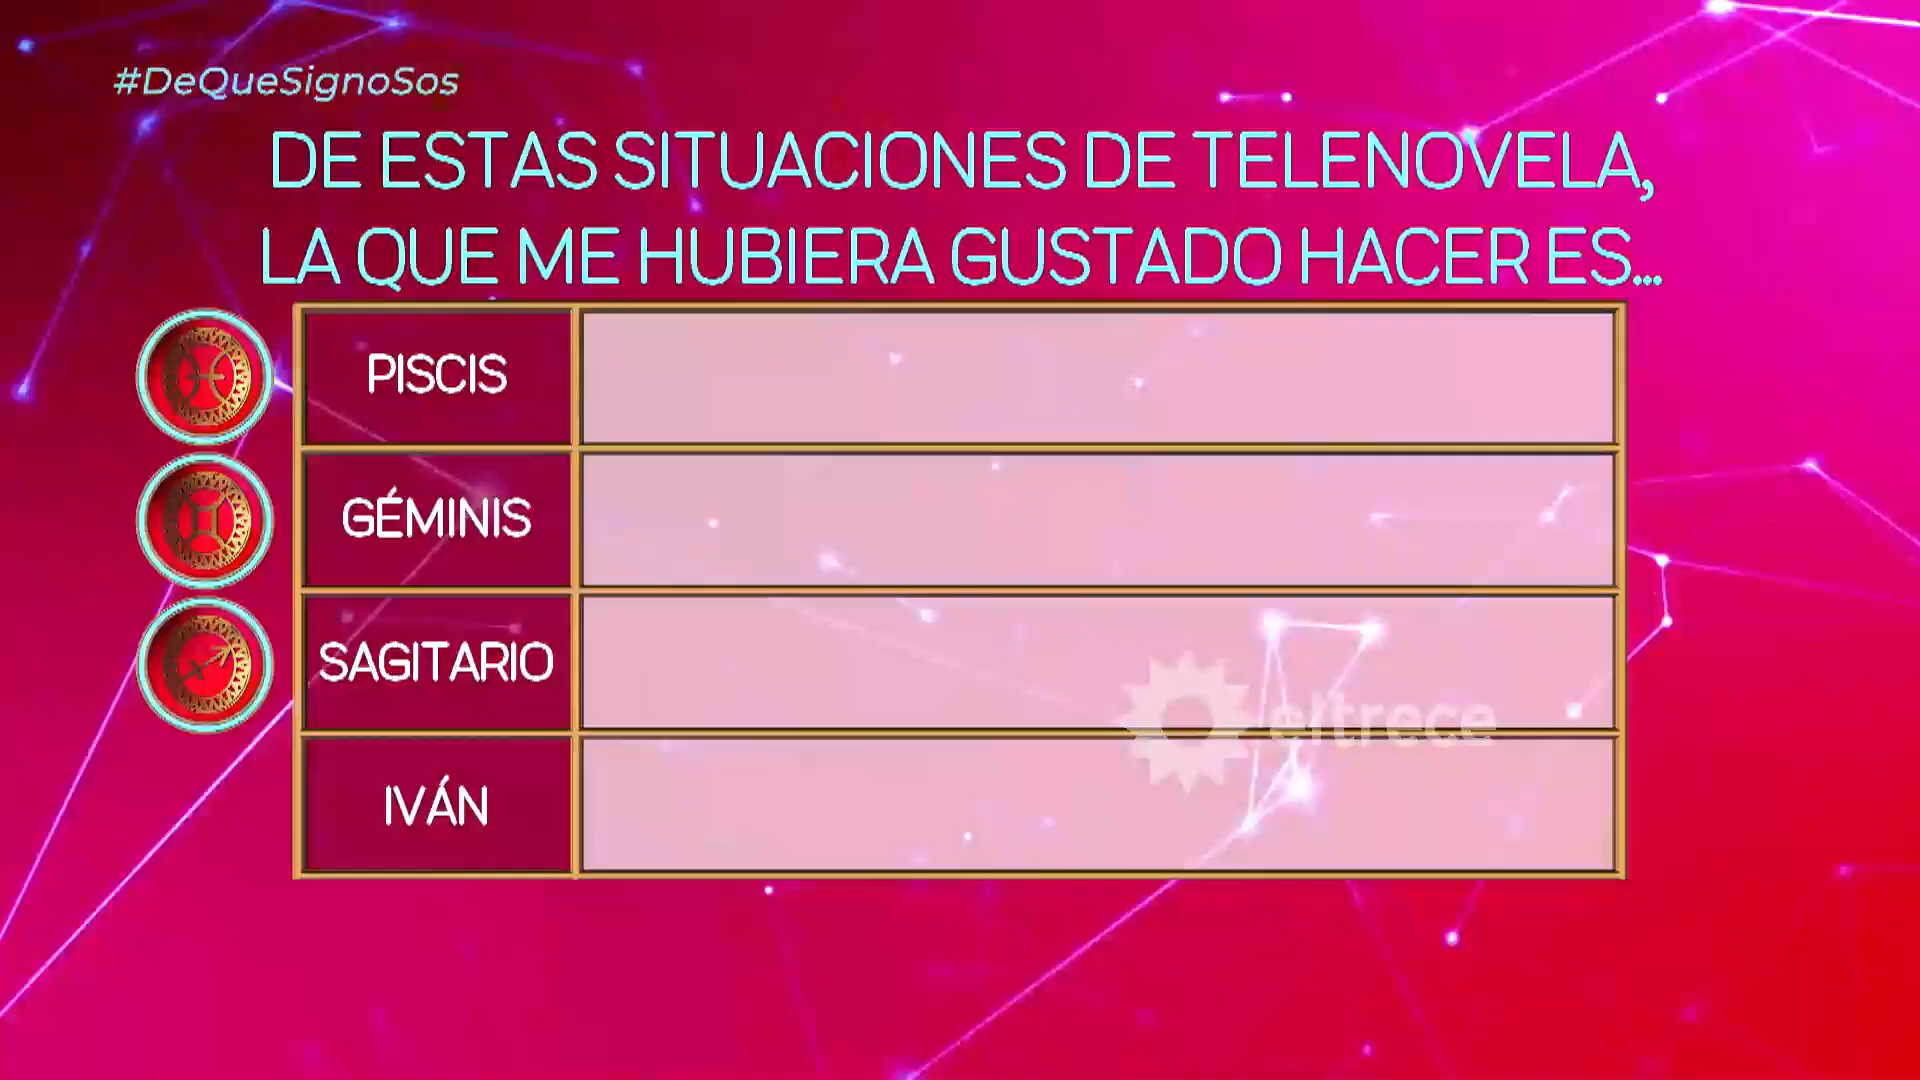 #DeQueSignoSos
DE ESTAS SITUACIONES DE TELENOVELA,
LA QUE ME HUBIERA GUSTADO HACER ES...
PISCIS
GÉMINIS
SAGITARIO
eltrece
IVÁN